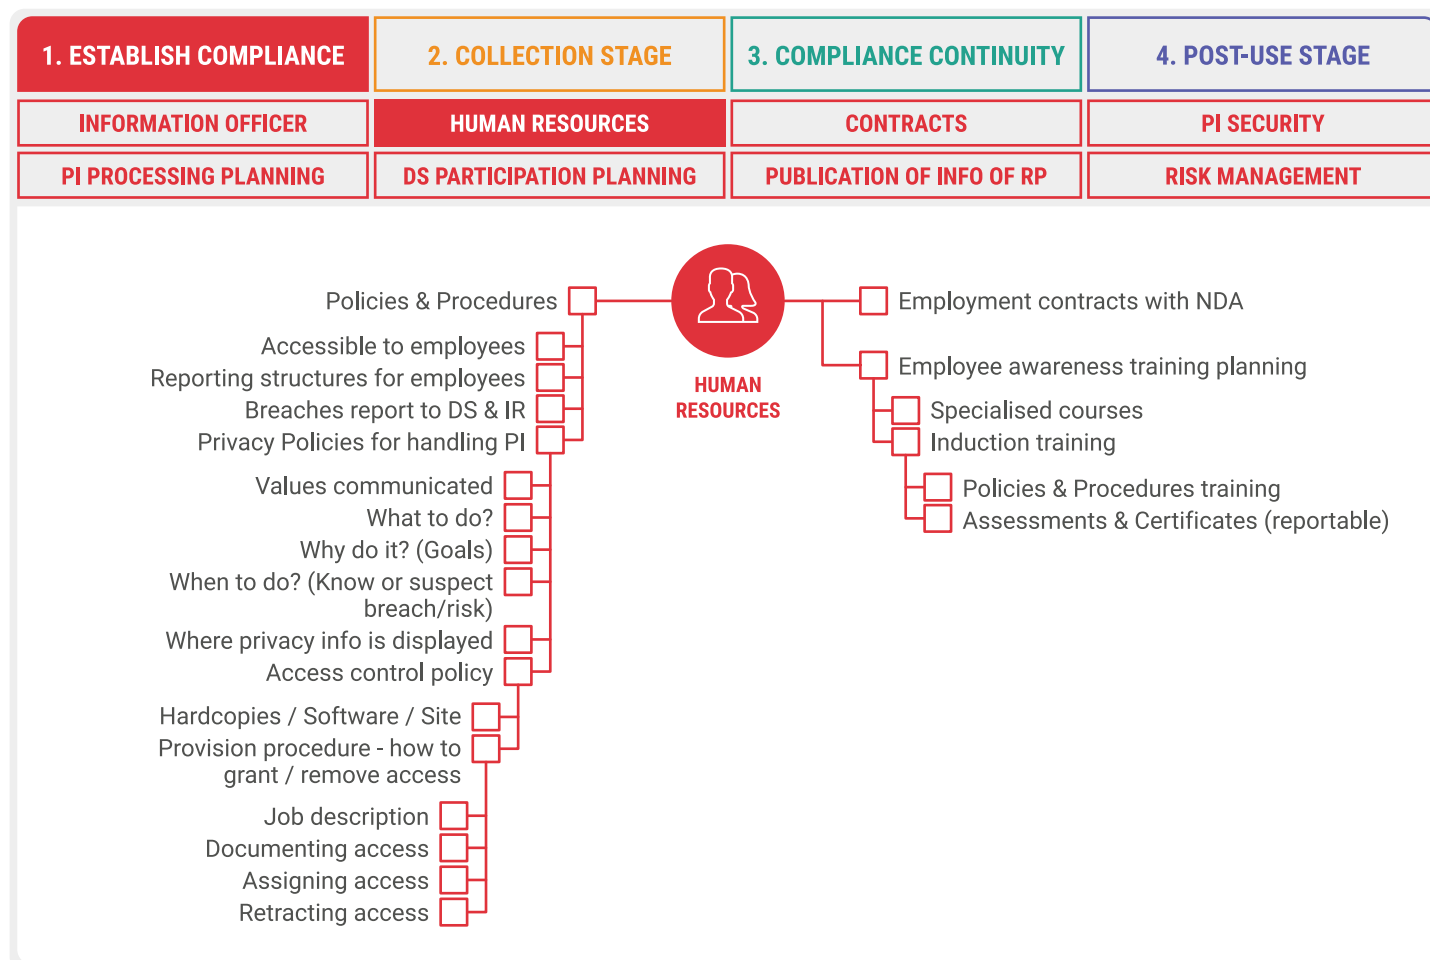 1. ESTABLISH COMPLIANCE
2. COLLECTION STAGE
3. COMPLIANCE CONTINUITY
4. POST-USE STAGE
INFORMATION OFFICER
HUMAN RESOURCES
CONTRACTS
PI SECURITY
PI PROCESSING PLANNING
DS PARTICIPATION PLANNING
PUBLICATION OF INFO OF RP
RISK MANAGEMENT
Policies & Procedures
Accessible to employees
Reporting structures for employees
Breaches report to DS & IR
Privacy Policies for handling PI
Values communicated
What to do?
Why do it? (Goals)
When to do? (Know or suspect
breach/risk)
Where privacy info is displayed
Access control policy
Hardcopies / Software / Site
Provision procedure - how to
grant / remove access
Job description
Documenting access
Assigning access
Retracting access
HUMAN
RESOURCES
Employment contracts with NDA
Employee awareness training planning
Specialised courses
Induction training
Policies & Procedures training
Assessments & Certificates (reportable)